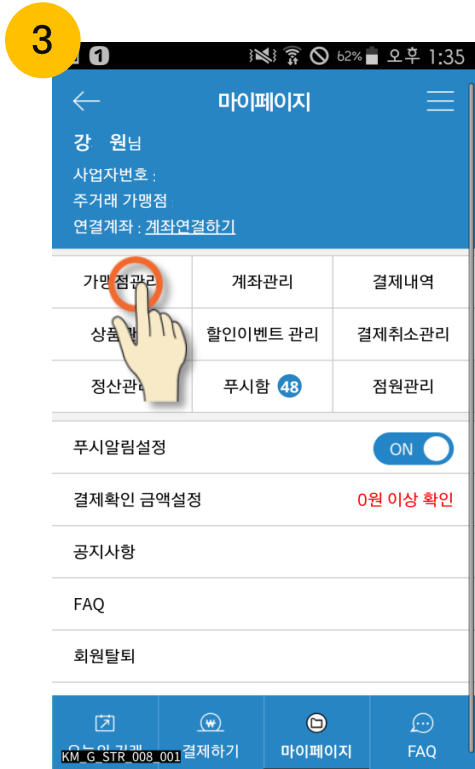 3
1 62% 오후 1:35
마이페이지
강 원님
사업자번호 :
주거래 가맹점 :
연결계좌 : 계좌연결하기
가맹점관리 계좌관리 결제내역
할인이벤트 관리 결제취소관리
푸시함 48 점원관리
푸시알림설정 ON
결제확인 금액설정 0원 이상 확인
공지사항
FAQ
회원탈퇴
결제하기 마이페이지 FAQ
KM_G_STR_008_001